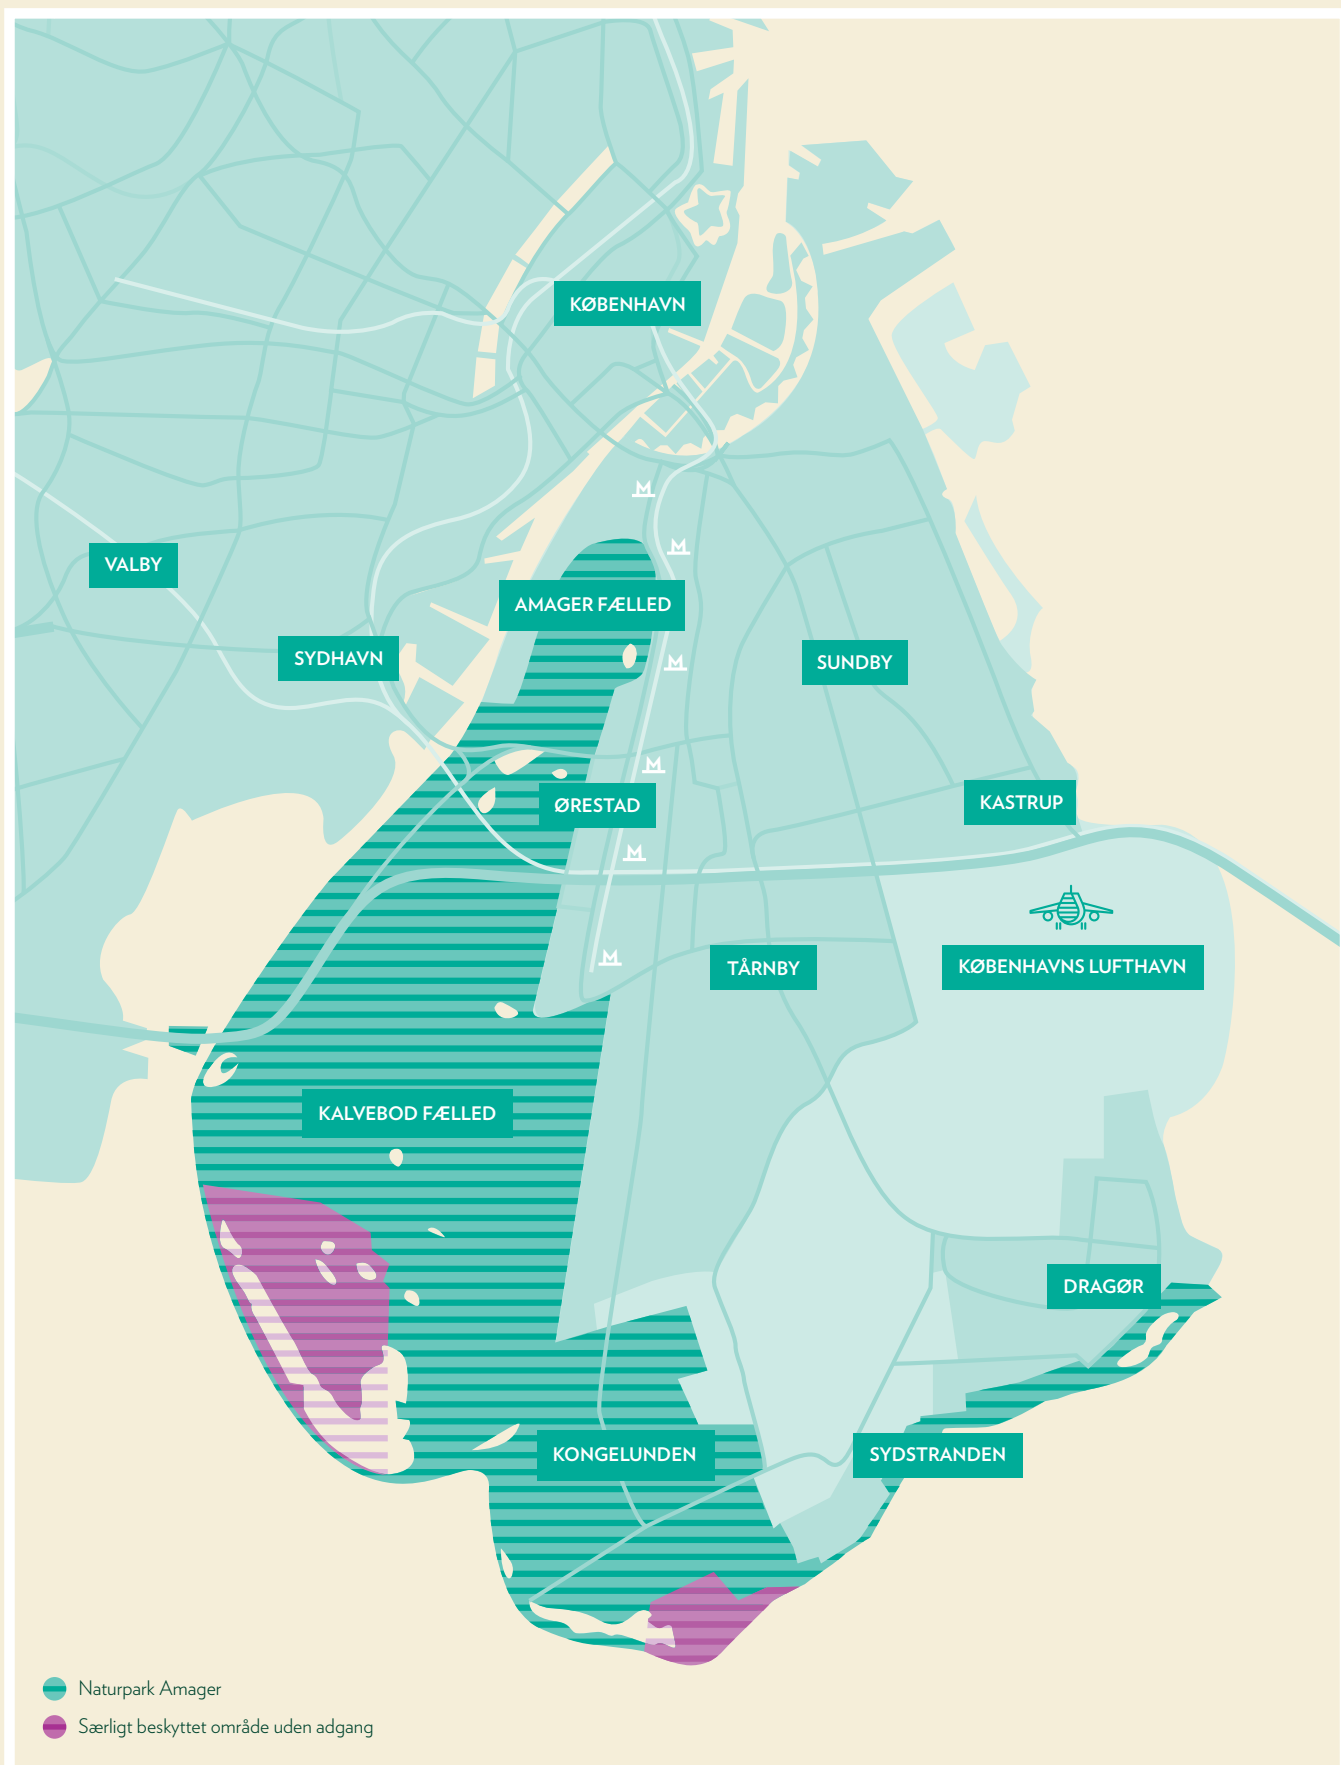 KØBENHAVN
M
M
VALBY
AMAGER FÆLLED
SYDHAVN
M
SUNDBY
M
ØRESTAD
KASTRUP
M
M
TÅRNBY
KØBENHAVNS LUFTHAVN
KALVEBOD FÆLLED
DRAGØR
KONGELUNDEN
SYDSTRANDEN
Naturpark Amager
Særligt beskyttet område uden adgang